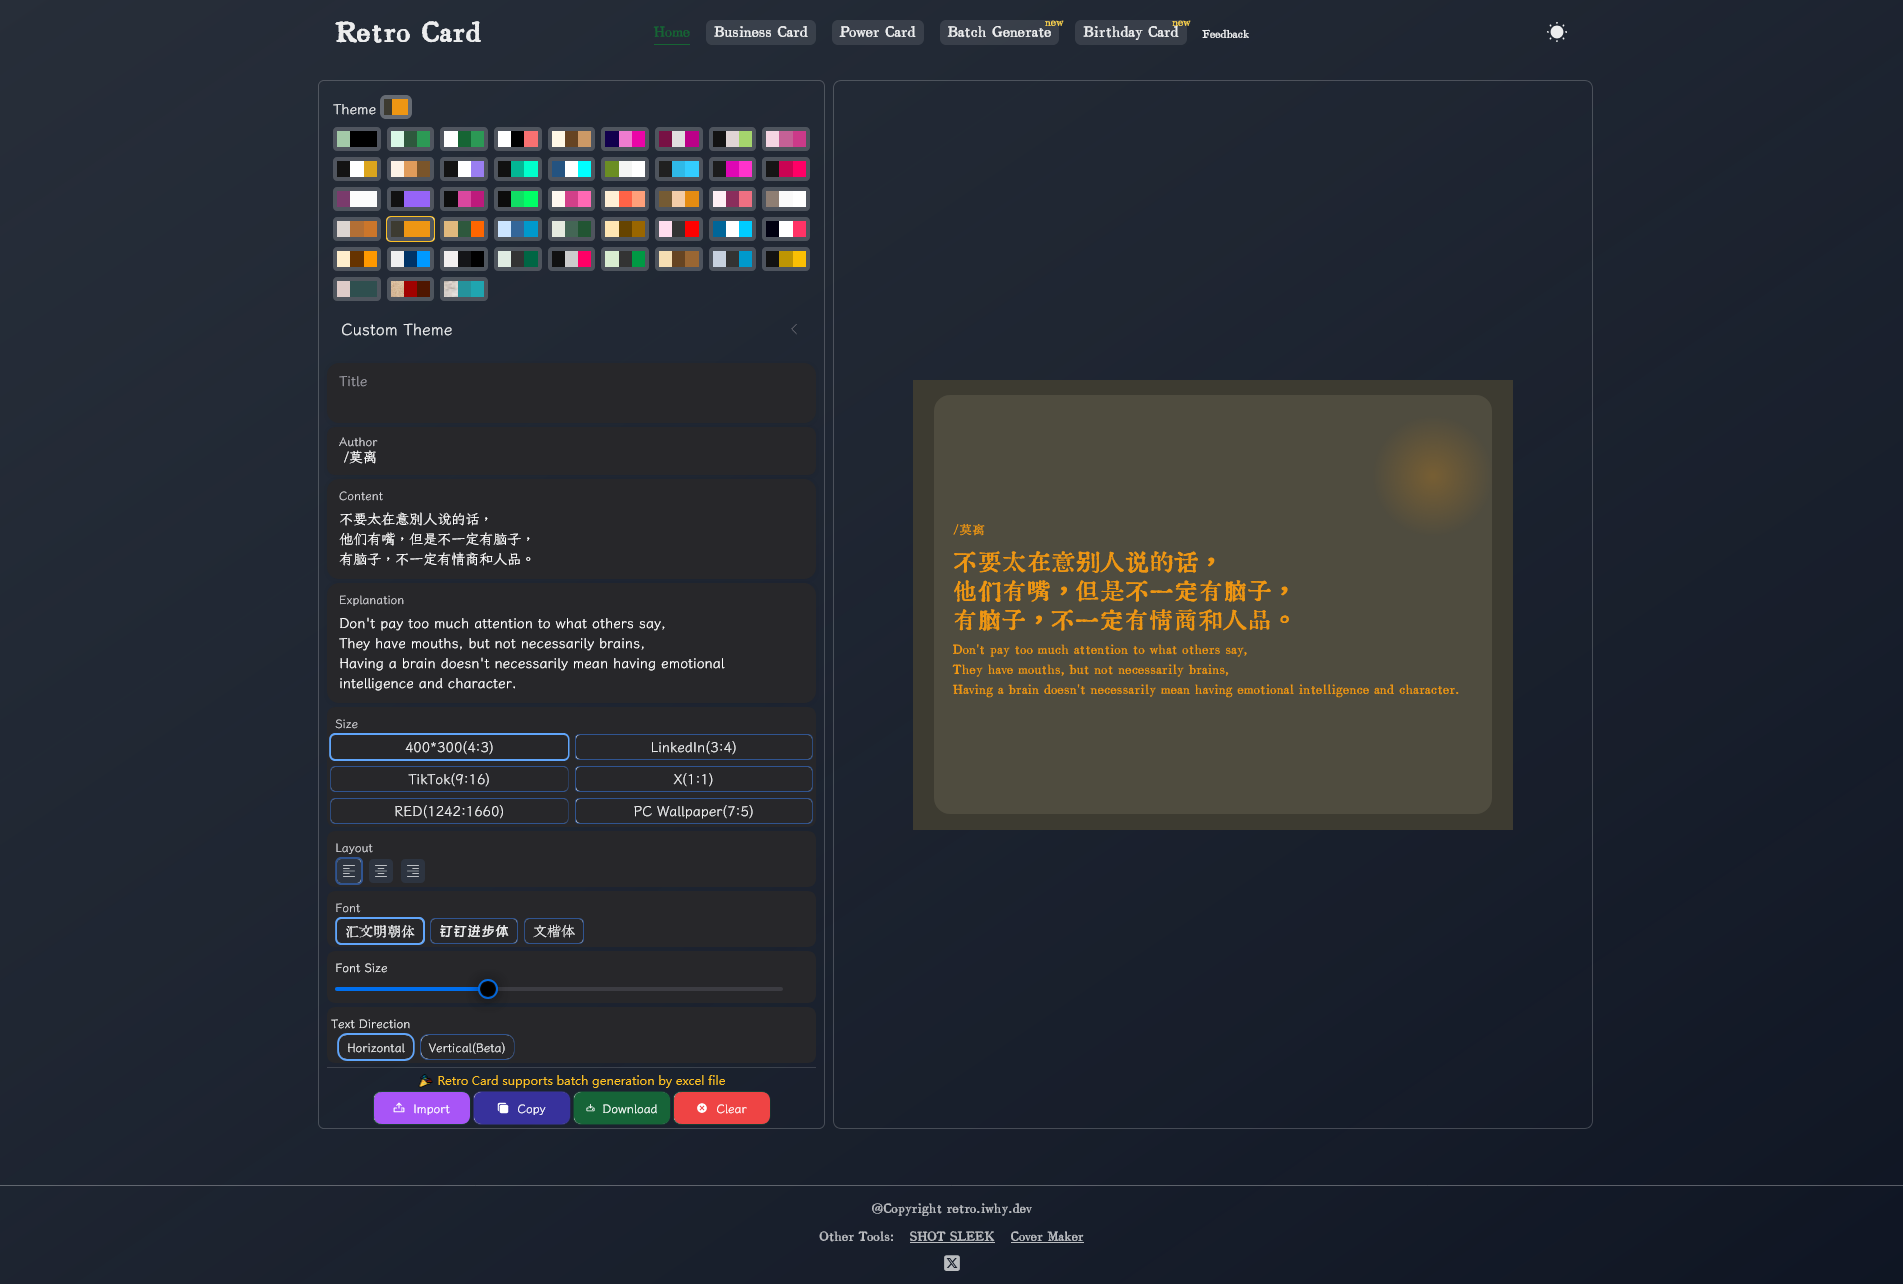 Retro Card
Home
Business Card
Power Card
Batch Generate
new
Birthday Card
new
Feedback
Theme
Custom Theme
Title
Author
/莫离
Content
不要太在意别人说的话，
他们有嘴，但是不一定有脑子，
有脑子，不一定有情商和人品。
Explanation
Don't pay too much attention to what others say,
They have mouths, but not necessarily brains,
Having a brain doesn't necessarily mean having emotional
intelligence and character.
Size
400*300(4:3)
LinkedIn(3:4)
TikTok(9:16)
X(1:1)
RED(1242:1660)
PC Wallpaper(7:5)
Layout
Font
汇文明朝体
钉钉进步体
文楷体
Font Size
Text Direction
Horizontal
Vertical(Beta)
🎉 Retro Card supports batch generation by excel file
Import
Copy
Download
Clear
/莫离
不要太在意别人说的话，
他们有嘴，但是不一定有脑子，
有脑子，不一定有情商和人品。
Don't pay too much attention to what others say,
They have mouths, but not necessarily brains,
Having a brain doesn't necessarily mean having emotional intelligence and character.
@Copyright retro.iwhy.dev
Other Tools:
SHOT SLEEK
Cover Maker